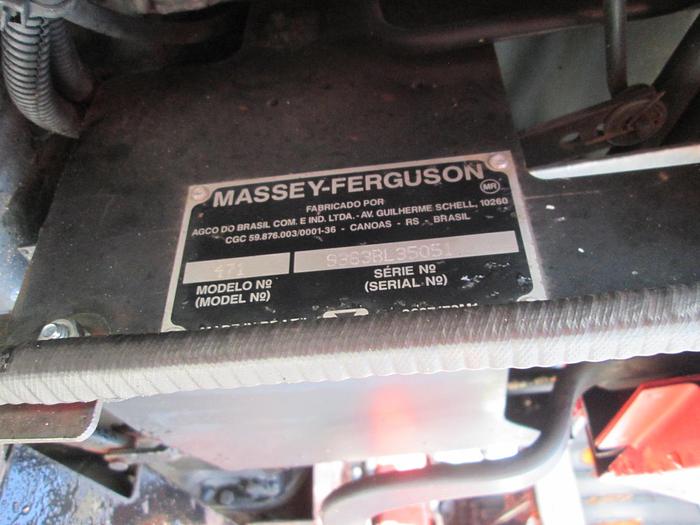 MASSEY-FERGUSON
MR
FABRICADO POR
AGCO DO BRASIL COM. E IND. LTDA. - AV. GUILHERME SCHELL, 10260
CGC 59.876.003/0001-36 - CANOAS - RS - BRASIL
471 9363BL35051
MODELO Nº SÉRIE Nº
(MODEL Nº) (SERIAL Nº)